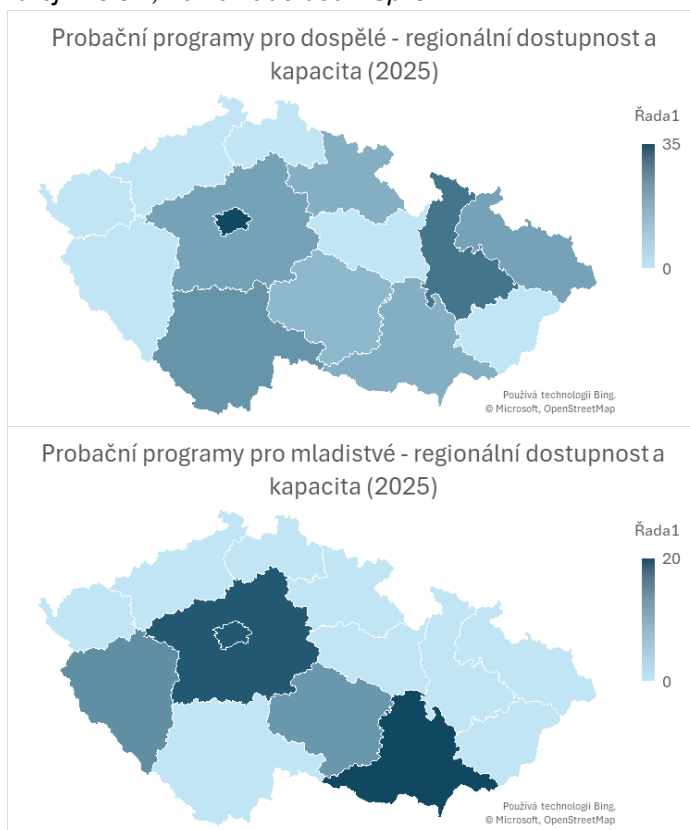 Probační programy pro dospělé - regionální dostupnost a
kapacita (2025)
Řada1
35
0
Používá technologii Bing.
© Microsoft, OpenStreetMap
Probační programy pro mladistvé - regionální dostupnost a
kapacita (2025)
Řada1
20
0
Používá technologii Bing.
© Microsoft, OpenStreetMap